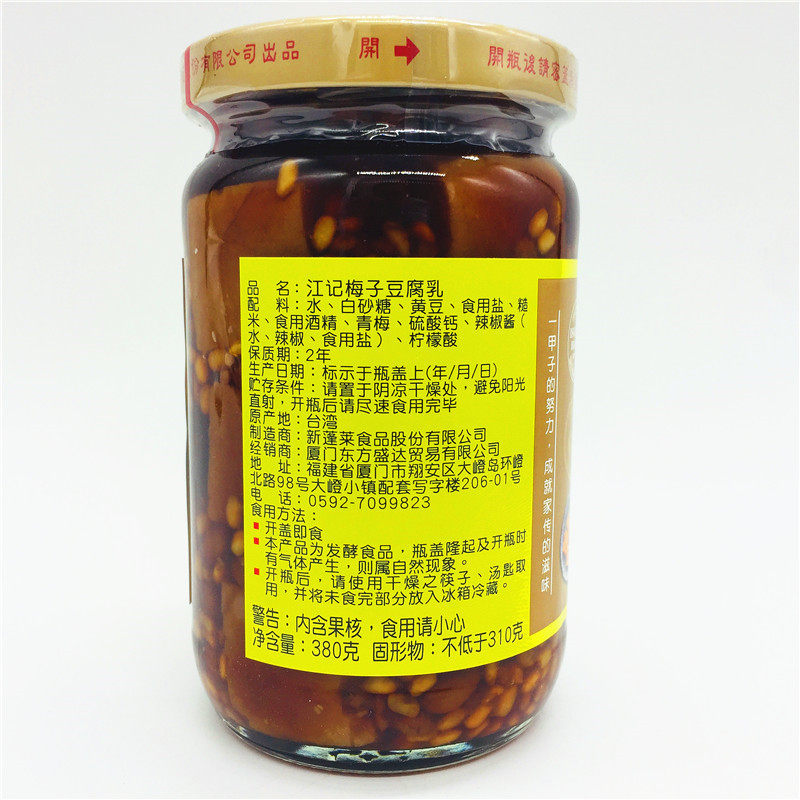 份有限公司出品
開
開瓶後請密蓋
品 名：江记梅子豆腐乳
配 料：水、白砂糖、黄豆、食用盐、糙
米、食用酒精、青梅、硫酸钙、辣椒酱（
水、辣椒、食用盐）、柠檬酸
保质期：2年
生产日期：标示于瓶盖上(年/月/日)
贮存条件：请置于阴凉干燥处，避免阳光
直射，开瓶后请尽速食用完毕
原产地：台湾
制造商：新蓬莱食品股份有限公司
经销商：厦门东方盛达贸易有限公司
地 址：福建省厦门市翔安区大嶝岛环嶝
北路98号大嶝小镇配套写字楼206-01号
电 话：0592-7099823
食用方法：
开盖即食
本产品为发酵食品，瓶盖隆起及开瓶时
有气体产生，则属自然现象。
开瓶后，请使用干燥之筷子、汤匙取
用，并将未食完部分放入冰箱冷藏。
警告：内含果核，食用请小心
净含量：380克 固形物：不低于310克
一甲子的努力，成就家传的滋味